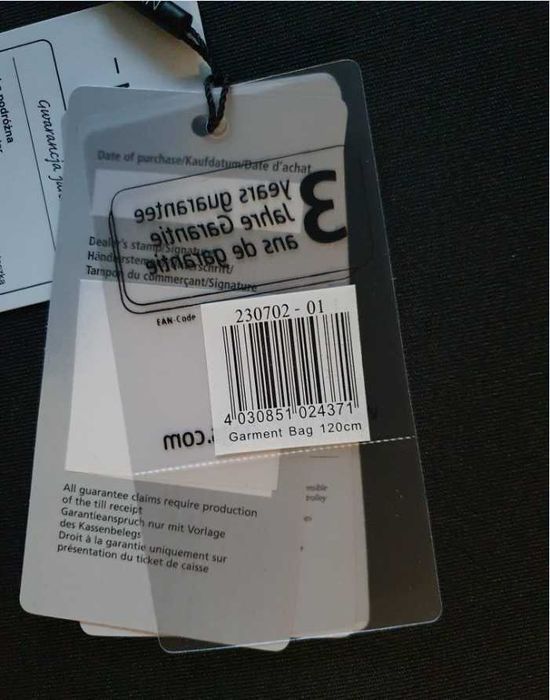 podróżna
Gwarancja
Date of purchase/Kaufdatum/Date d'achat
3
years guarantee
Jahre Garantie
ans de garantie
Dealer's stamp/Signature
Tampon du commerçant/Signature
EAN-Code
230702 - 01
4 030851 024371
Garment Bag 120cm
s.com
All guarantee claims require production
of the till receipt
Garantieanspruch nur mit Vorlage
des Kassenbelegs
Droit à la garantie uniquement sur
présentation du ticket de caisse
trolley